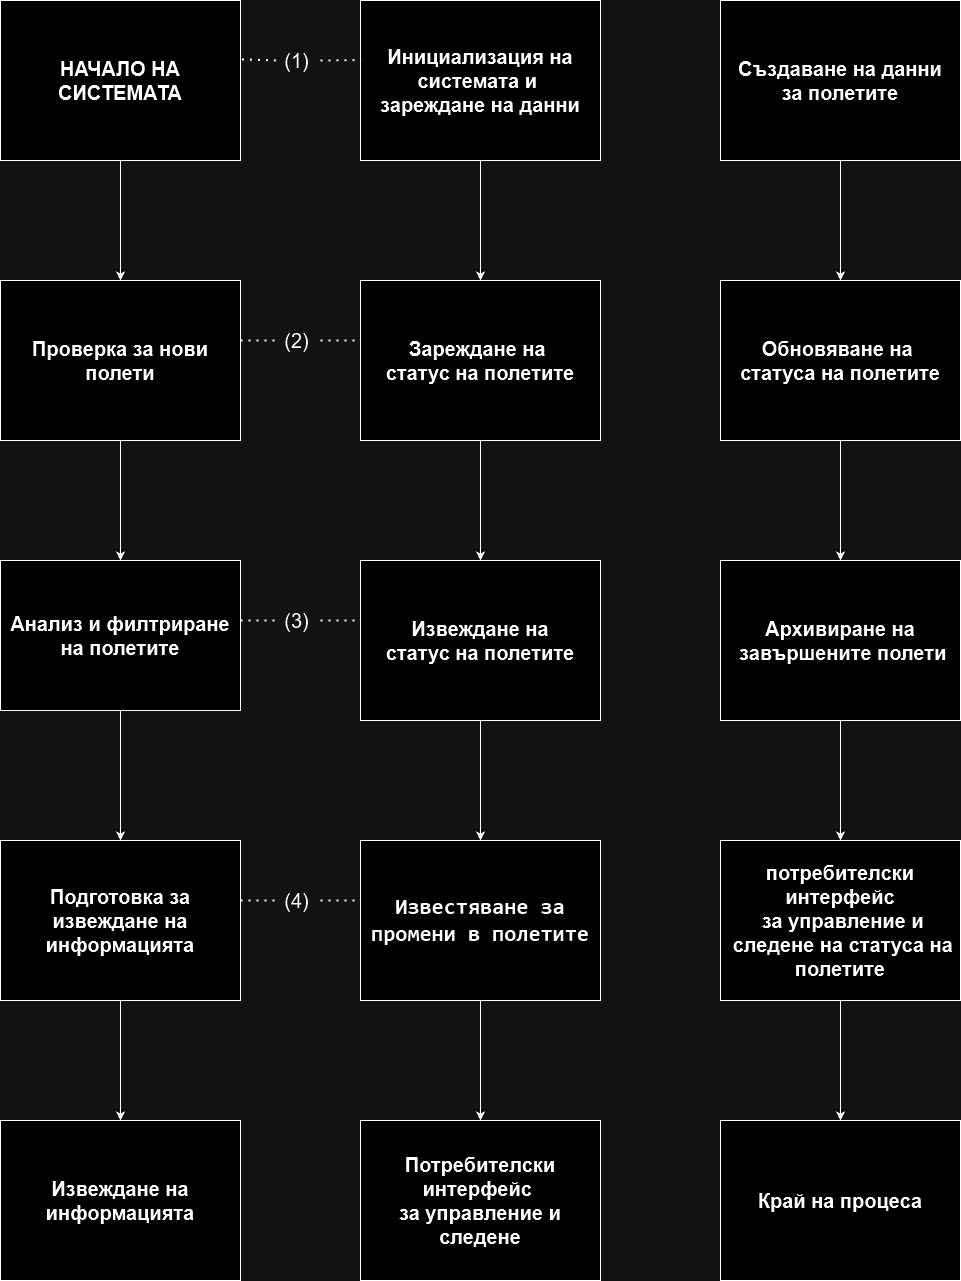 НАЧАЛО НА
СИСТЕМАТА
(1)
Инициализация на
системата и
зареждане на данни
Създаване на данни
за полетите
Проверка за нови
полети
(2)
Зареждане на
статус на полетите
Обновяване на
статуса на полетите
Анализ и филтриране
на полетите
(3)
Извеждане на
статус на полетите
Архивиране на
завършените полети
Подготовка за
извеждане на
информацията
(4)
Известяване за
промени в полетите
потребителски
интерфейс
за управление и
следене на статуса на
полетите
Извеждане на
информацията
Потребителски
интерфейс
за управление и
следене
Край на процеса